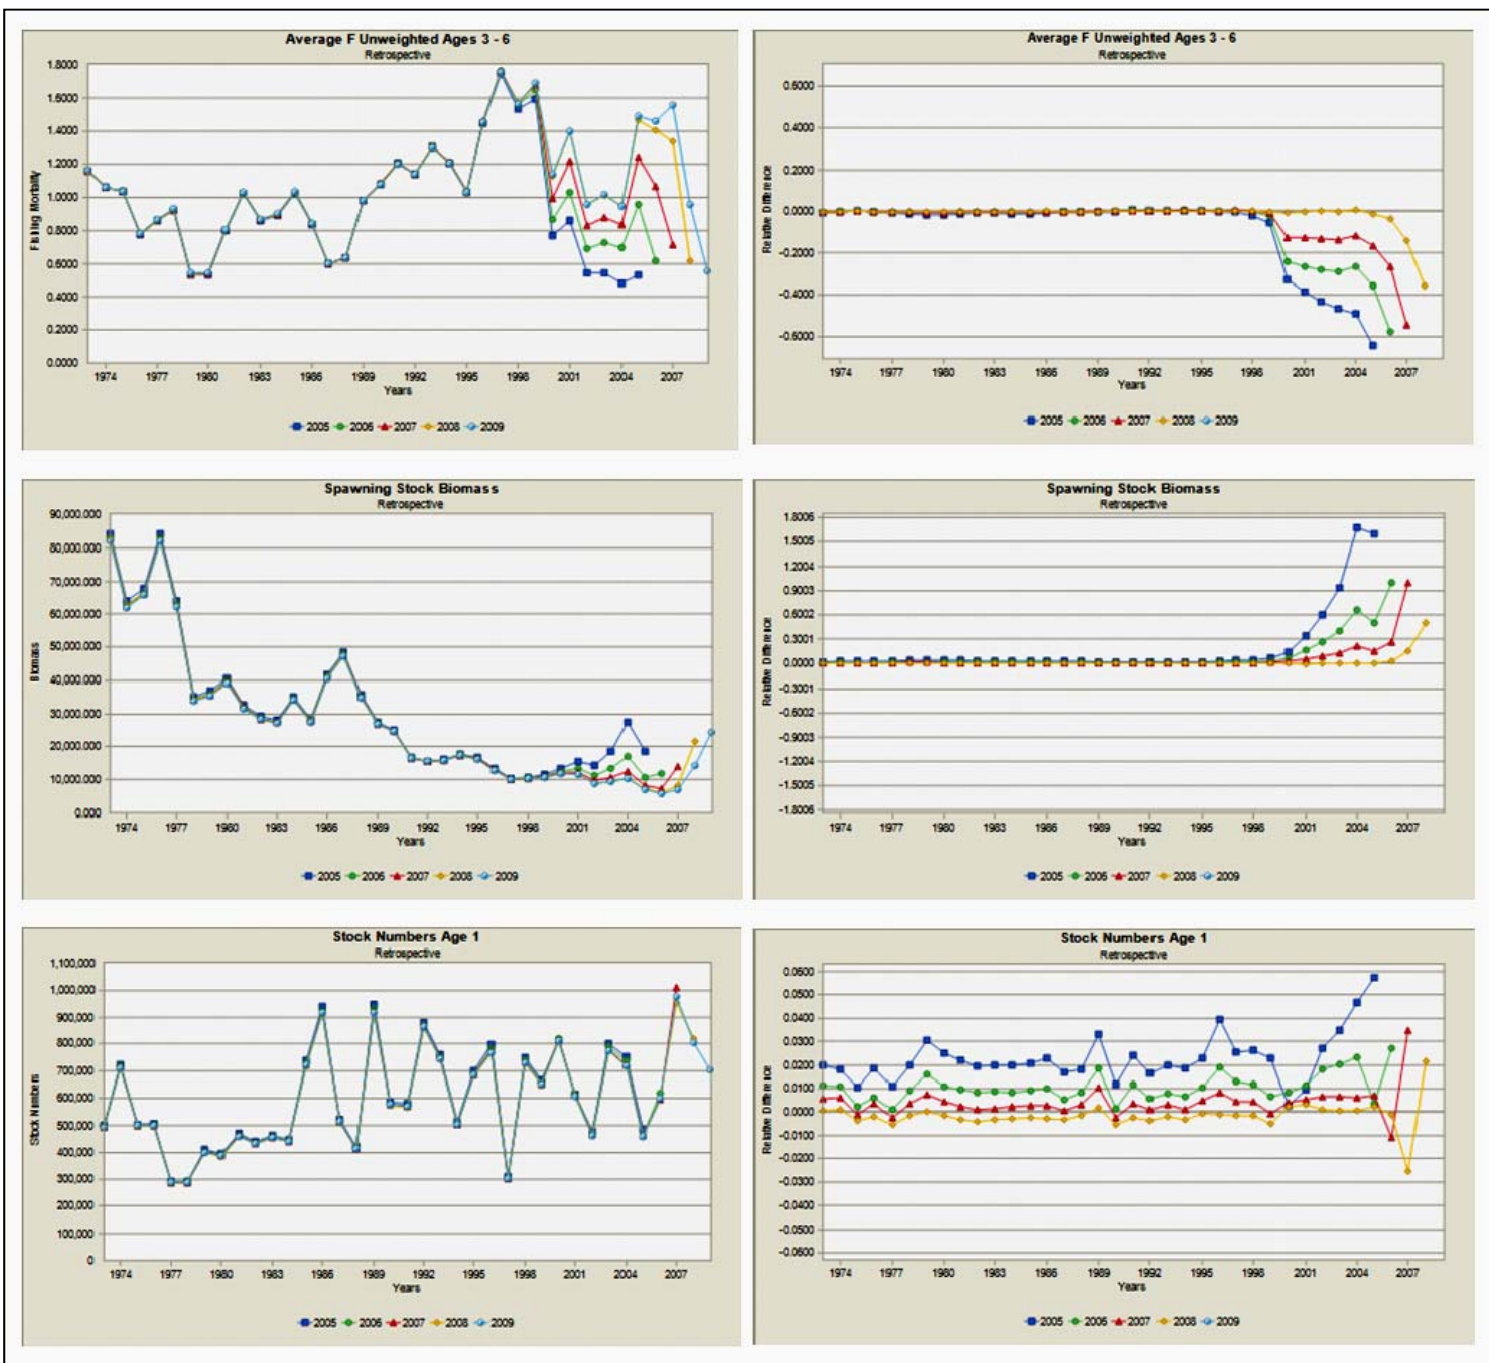 Average F Unweighted Ages 3 - 6
Retrospective
Fishing Mortality
1.8000
1.6000
1.4000
1.2000
1.0000
0.8000
0.6000
0.4000
0.2000
0.0000
1974 1977 1980 1983 1986 1989 1992 1995 1998 2001 2004 2007
Years
2005 2006 2007 2008 2009
Average F Unweighted Ages 3 - 6
Retrospective
Relative Difference
0.6000
0.4000
0.2000
0.0000
-0.2000
-0.4000
-0.6000
1974 1977 1980 1983 1986 1989 1992 1995 1998 2001 2004 2007
Years
2005 2006 2007 2008 2009
Spawning Stock Biomass
Retrospective
Biomass
90,000.000
80,000.000
70,000.000
60,000.000
50,000.000
40,000.000
30,000.000
20,000.000
10,000.000
0.000
1974 1977 1980 1983 1986 1989 1992 1995 1998 2001 2004 2007
Years
2005 2006 2007 2008 2009
Spawning Stock Biomass
Retrospective
Relative Difference
1.8006
1.5005
1.2004
0.9003
0.6002
0.3001
0.0000
-0.3001
-0.6002
-0.9003
-1.2004
-1.5005
-1.8006
1974 1977 1980 1983 1986 1989 1992 1995 1998 2001 2004 2007
Years
2005 2006 2007 2008 2009
Stock Numbers Age 1
Retrospective
Stock Numbers
1,100,000
1,000,000
900,000
800,000
700,000
600,000
500,000
400,000
300,000
200,000
100,000
0
1974 1977 1980 1983 1986 1989 1992 1995 1998 2001 2004 2007
Years
2005 2006 2007 2008 2009
Stock Numbers Age 1
Retrospective
Relative Difference
0.0600
0.0500
0.0400
0.0300
0.0200
0.0100
0.0000
-0.0100
-0.0200
-0.0300
-0.0400
-0.0500
-0.0600
1974 1977 1980 1983 1986 1989 1992 1995 1998 2001 2004 2007
Years
2005 2006 2007 2008 2009